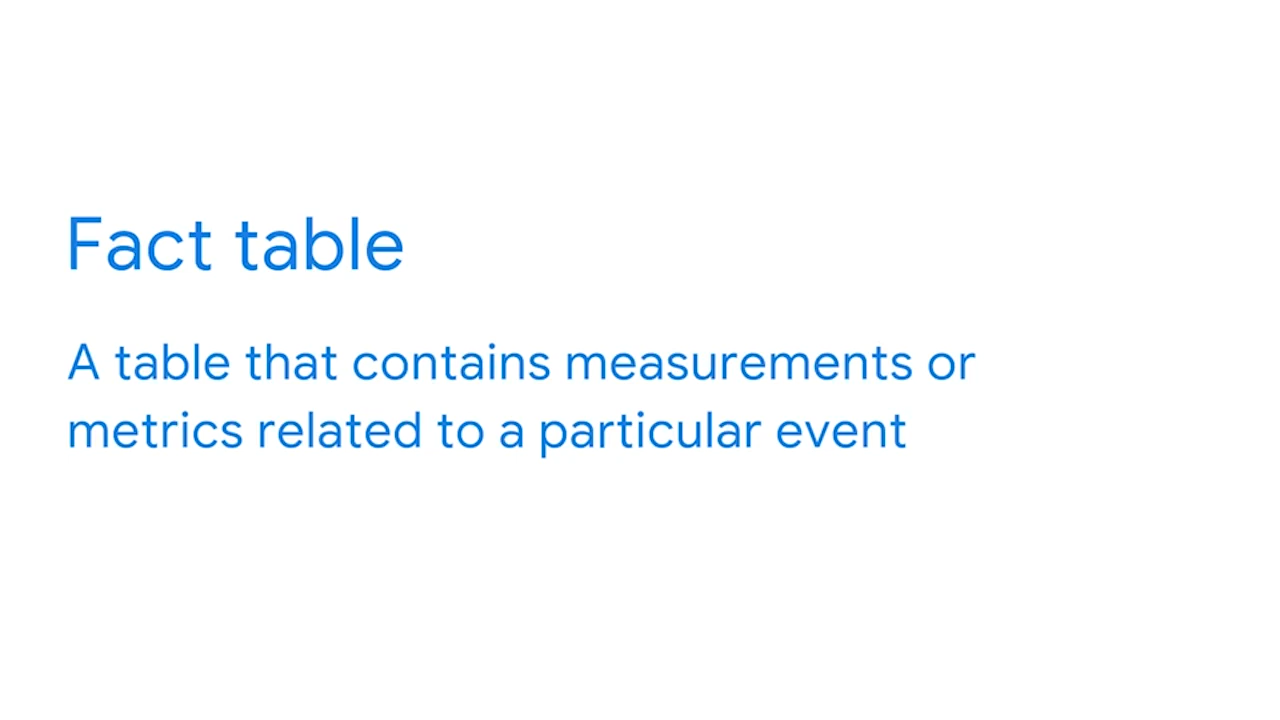 Fact table
A table that contains measurements or
metrics related to a particular event